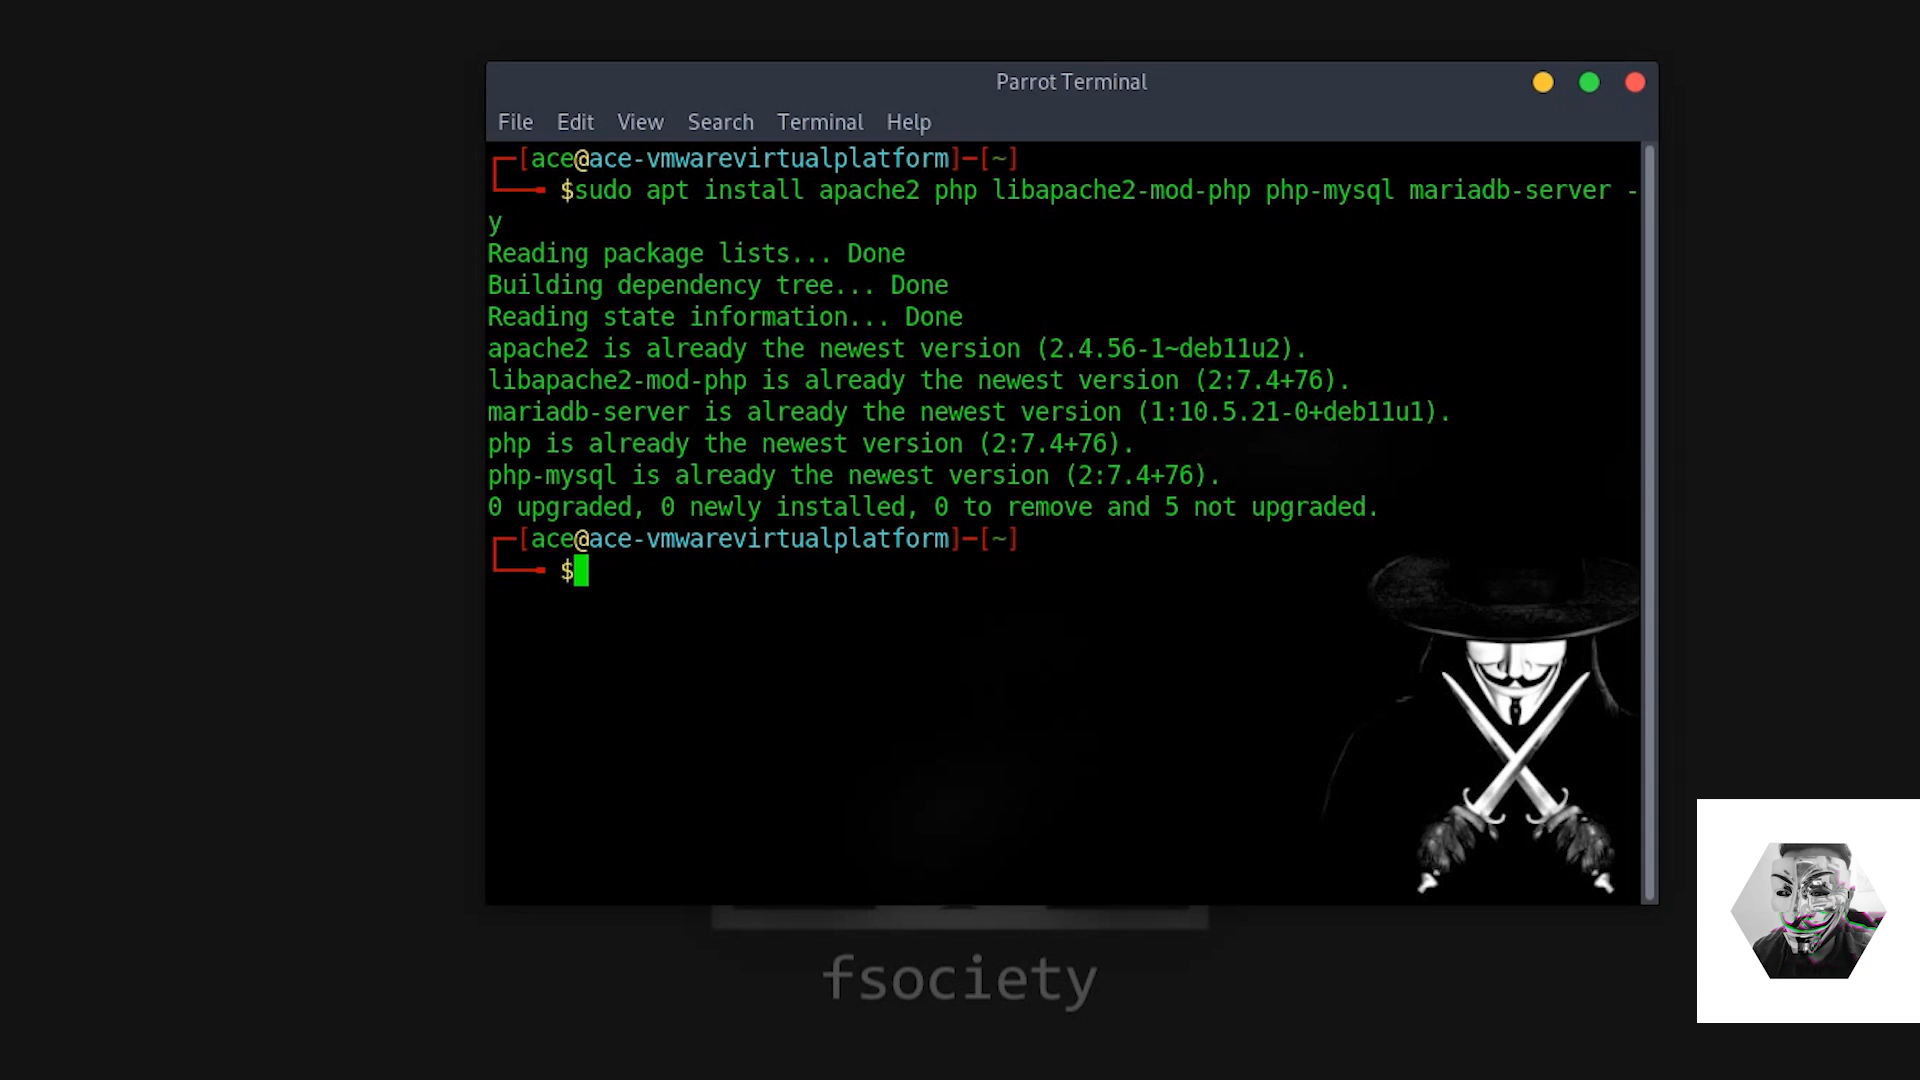 Parrot Terminal
File Edit View Search Terminal Help
[ace@ace-vmwarevirtualplatform]─[~]
$sudo apt install apache2 php libapache2-mod-php php-mysql mariadb-server -
y
Reading package lists... Done
Building dependency tree... Done
Reading state information... Done
apache2 is already the newest version (2.4.56-1~deb11u2).
libapache2-mod-php is already the newest version (2:7.4+76).
mariadb-server is already the newest version (1:10.5.21-0+deb11u1).
php is already the newest version (2:7.4+76).
php-mysql is already the newest version (2:7.4+76).
0 upgraded, 0 newly installed, 0 to remove and 5 not upgraded.
[ace@ace-vmwarevirtualplatform]─[~]
$
fsociety